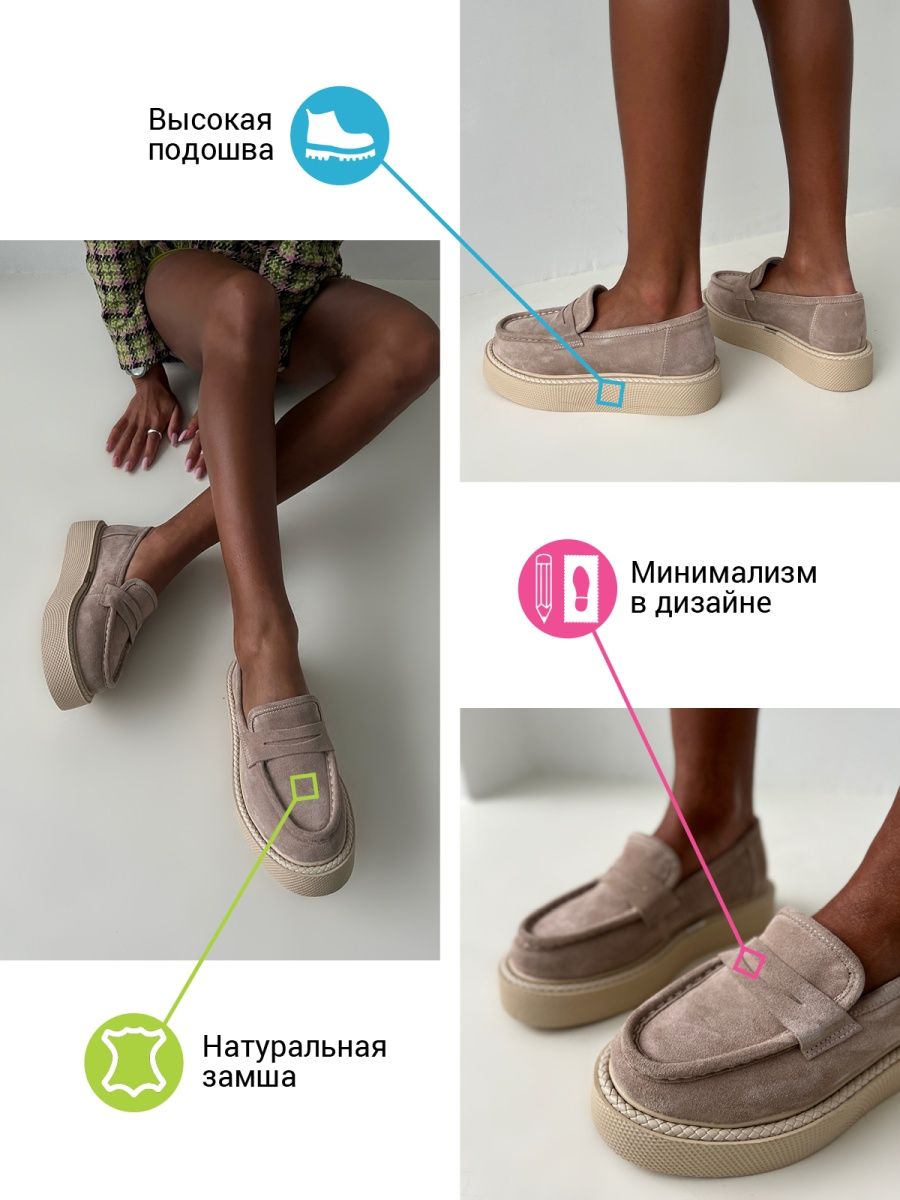 Высокая
подошва
Минимализм
в дизайне
Натуральная
замша